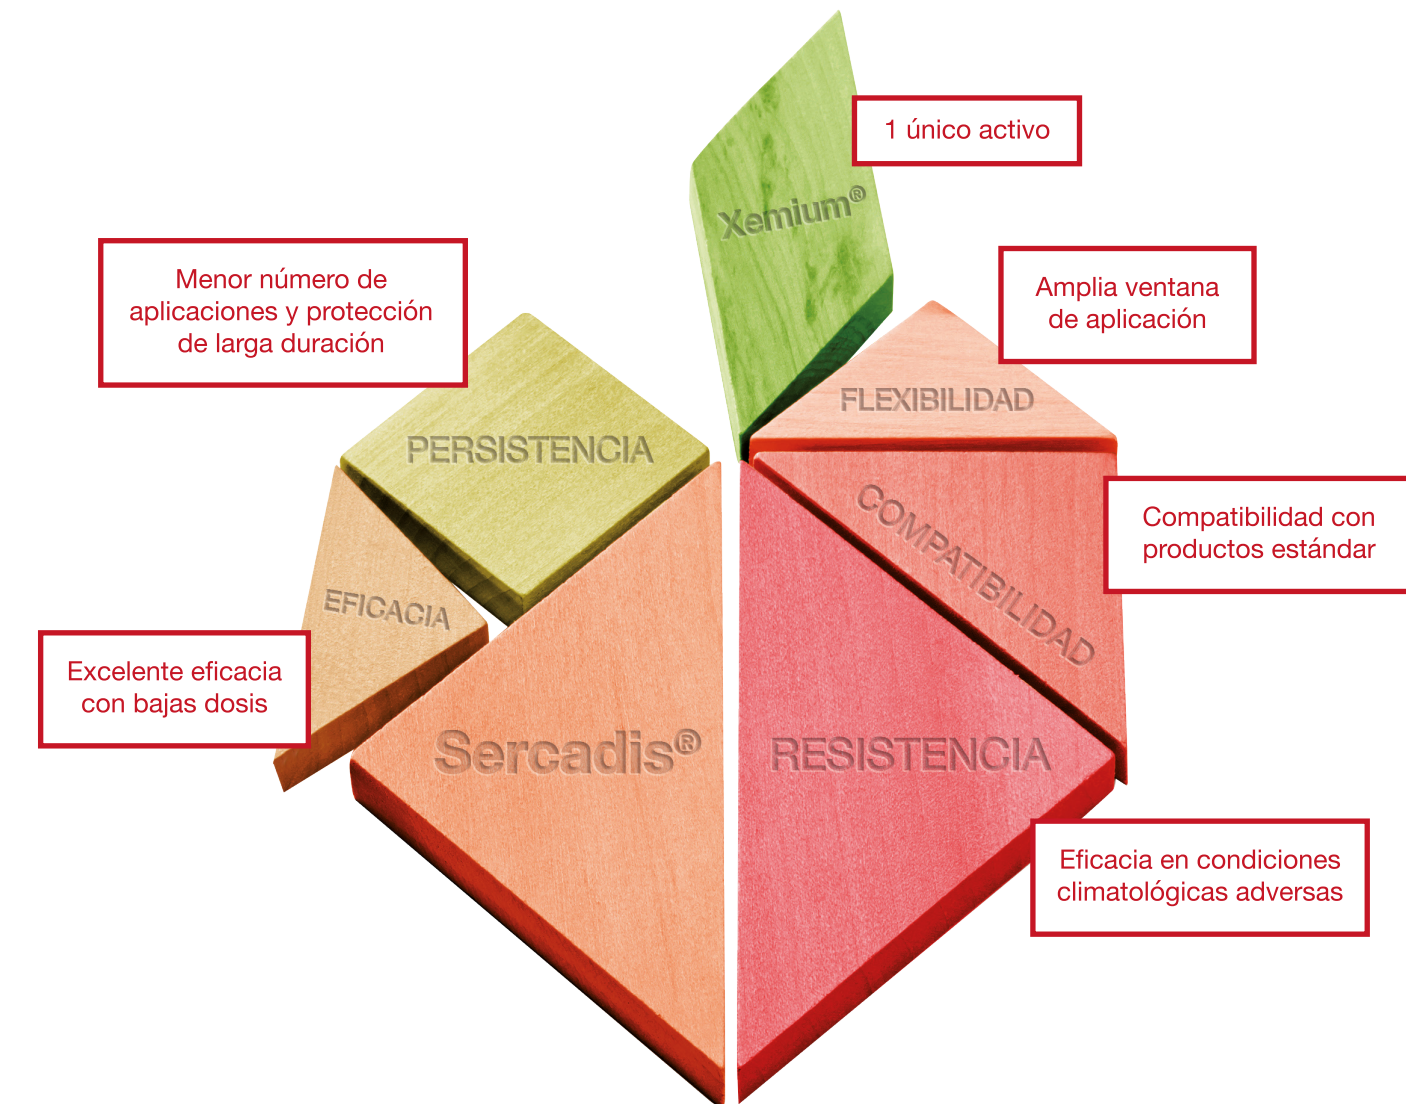 1 único activo
Xemium®
Amplia ventana
de aplicación
Menor número de
aplicaciones y protección
de larga duración
FLEXIBILIDAD
PERSISTENCIA
COMPATIBILIDAD
Compatibilidad con
productos estándar
EFICACIA
Excelente eficacia
con bajas dosis
Sercadis®
RESISTENCIA
Eficacia en condiciones
climatológicas adversas